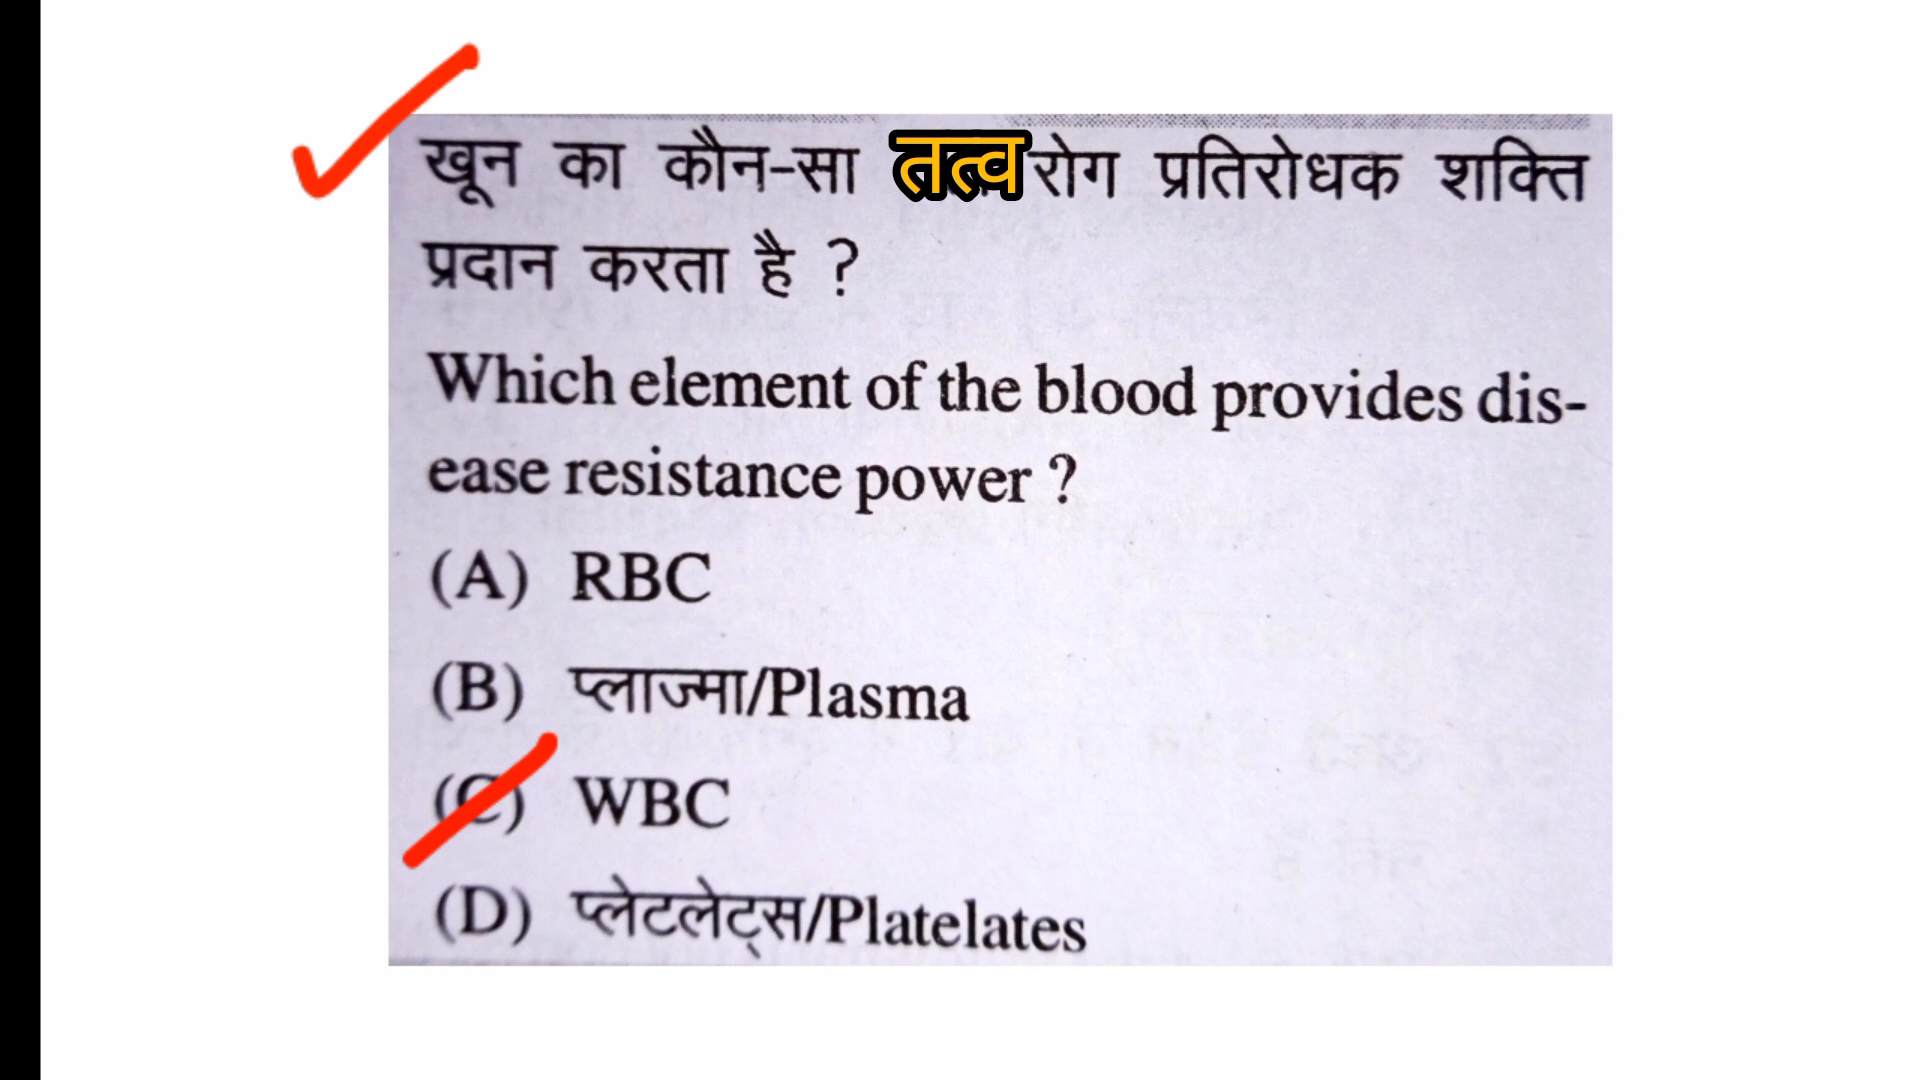 खून का कौन-सा तत्व रोग प्रतिरोधक शक्ति
प्रदान करता है ?
Which element of the blood provides dis-
ease resistance power ?
(A) RBC
(B) प्लाज्मा/Plasma
(C) WBC
(D) प्लेटलेट्स/Platelates